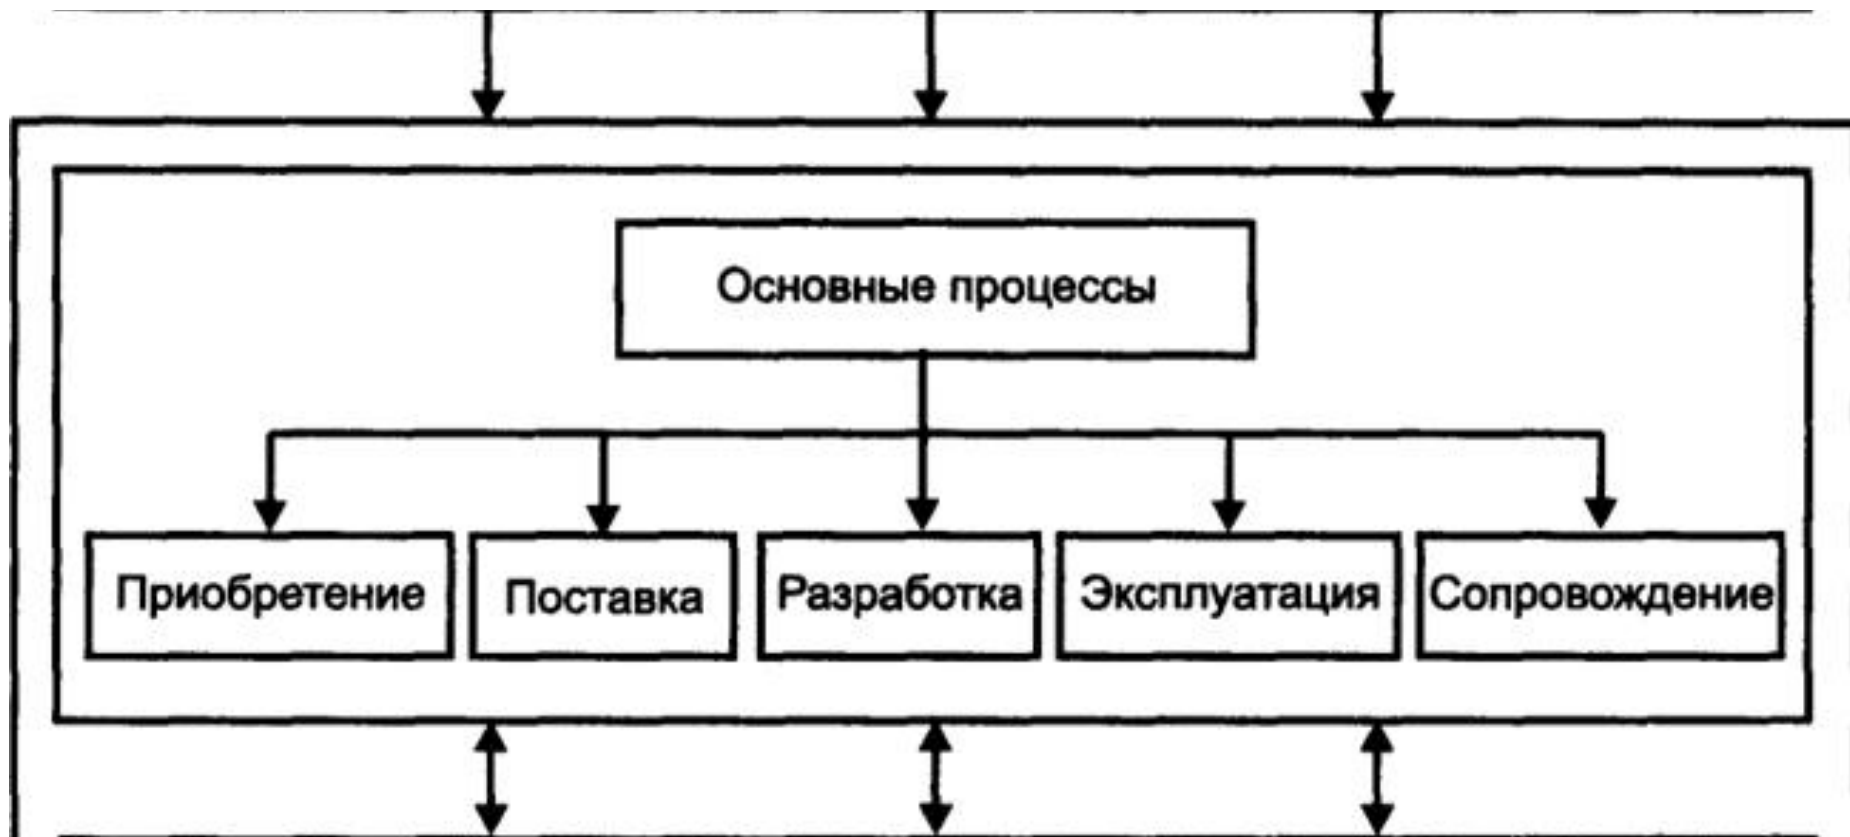 Основные процессы
Приобретение
Поставка
Разработка
Эксплуатация
Сопровождение